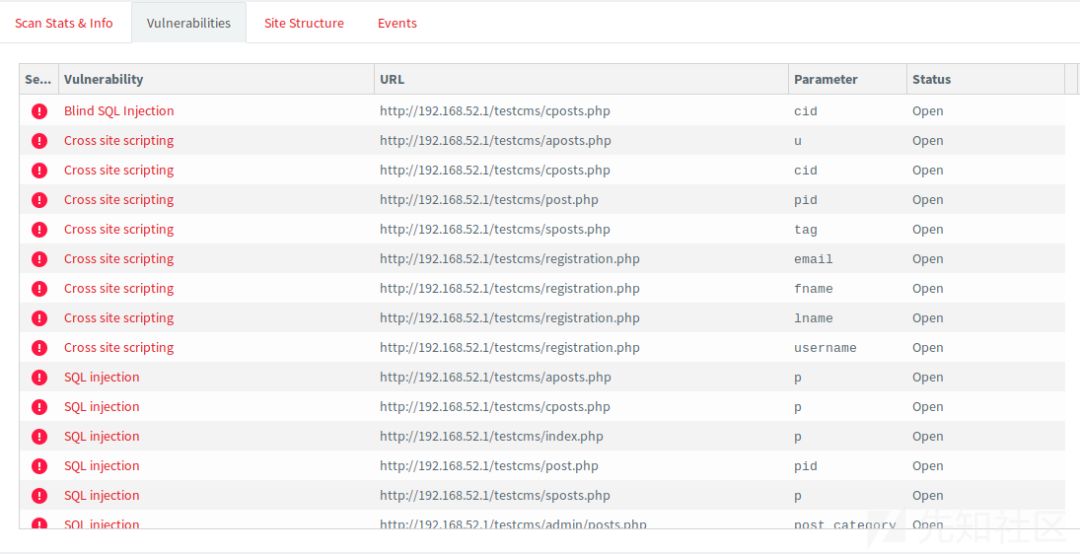 Scan Stats & Info Vulnerabilities Site Structure Events
Se... Vulnerability URL Parameter Status
Blind SQL Injection http://192.168.52.1/testcms/cposts.php cid Open
Cross site scripting http://192.168.52.1/testcms/aposts.php u Open
Cross site scripting http://192.168.52.1/testcms/cposts.php cid Open
Cross site scripting http://192.168.52.1/testcms/post.php pid Open
Cross site scripting http://192.168.52.1/testcms/sposts.php tag Open
Cross site scripting http://192.168.52.1/testcms/registration.php email Open
Cross site scripting http://192.168.52.1/testcms/registration.php fname Open
Cross site scripting http://192.168.52.1/testcms/registration.php lname Open
Cross site scripting http://192.168.52.1/testcms/registration.php username Open
SQL injection http://192.168.52.1/testcms/aposts.php p Open
SQL injection http://192.168.52.1/testcms/cposts.php p Open
SQL injection http://192.168.52.1/testcms/index.php p Open
SQL injection http://192.168.52.1/testcms/post.php pid Open
SQL injection http://192.168.52.1/testcms/sposts.php p Open
SQL injection http://192.168.52.1/testcms/admin/posts.php post_category Open
先知社区